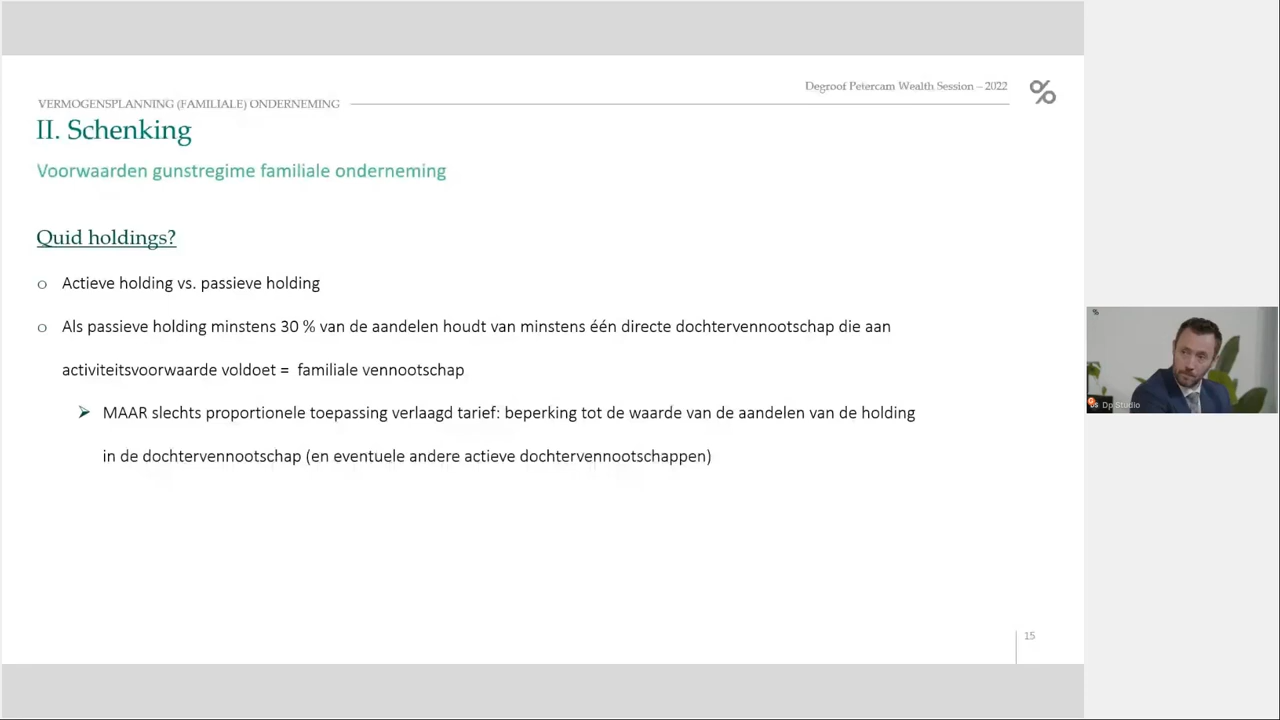 Degroof Petercam Wealth Session – 2022
VERMOGENSPLANNING (FAMILIALE) ONDERNEMING
II. Schenking
Voorwaarden gunstregime familiale onderneming
Quid holdings?
o Actieve holding vs. passieve holding
o Als passieve holding minstens 30 % van de aandelen houdt van minstens één directe dochtervennootschap die aan
activiteitsvoorwaarde voldoet = familiale vennootschap
➢ MAAR slechts proportionele toepassing verlaagd tarief: beperking tot de waarde van de aandelen van de holding
in de dochtervennootschap (en eventuele andere actieve dochtervennootschappen)
Dp Studio
15